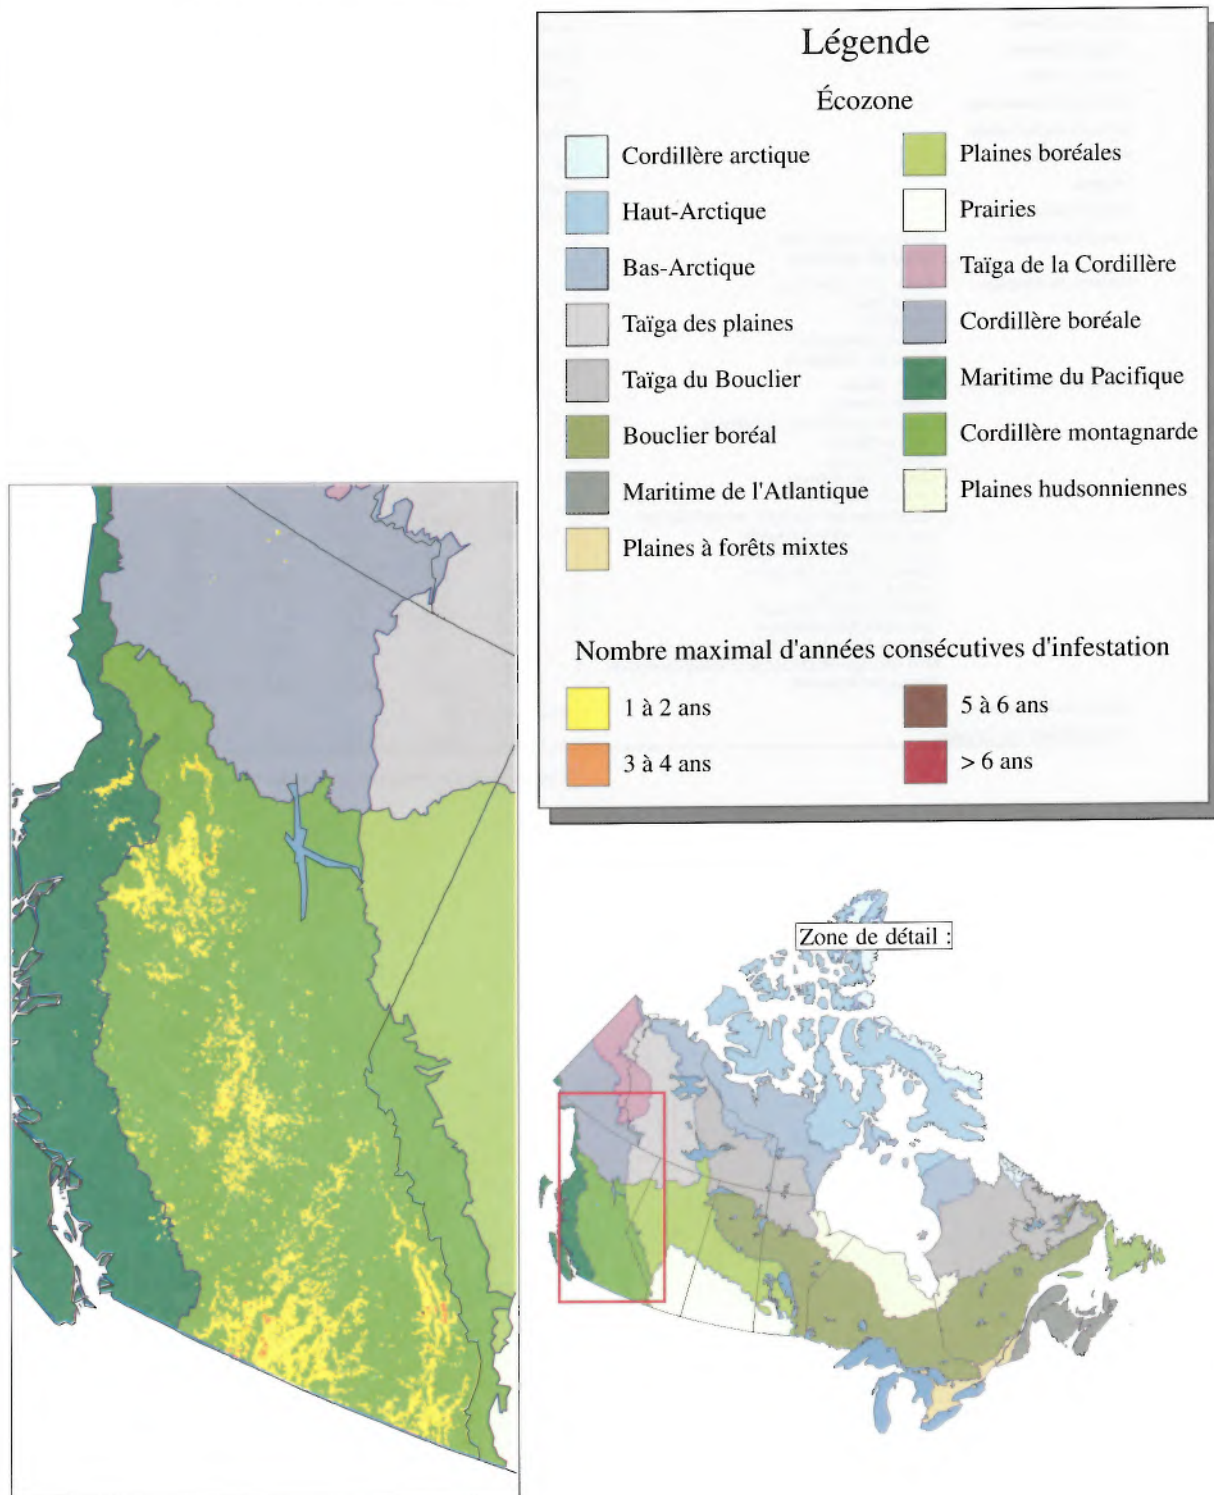 Légende
Écozone
Cordillère arctique
Haut-Arctique
Bas-Arctique
Taïga des plaines
Taïga du Bouclier
Bouclier boréal
Maritime de l'Atlantique
Plaines à forêts mixtes
Plaines boréales
Prairies
Taïga de la Cordillère
Cordillère boréale
Maritime du Pacifique
Cordillère montagnarde
Plaines hudsonniennes
Nombre maximal d'années consécutives d'infestation
1 à 2 ans
3 à 4 ans
5 à 6 ans
> 6 ans
Zone de détail :